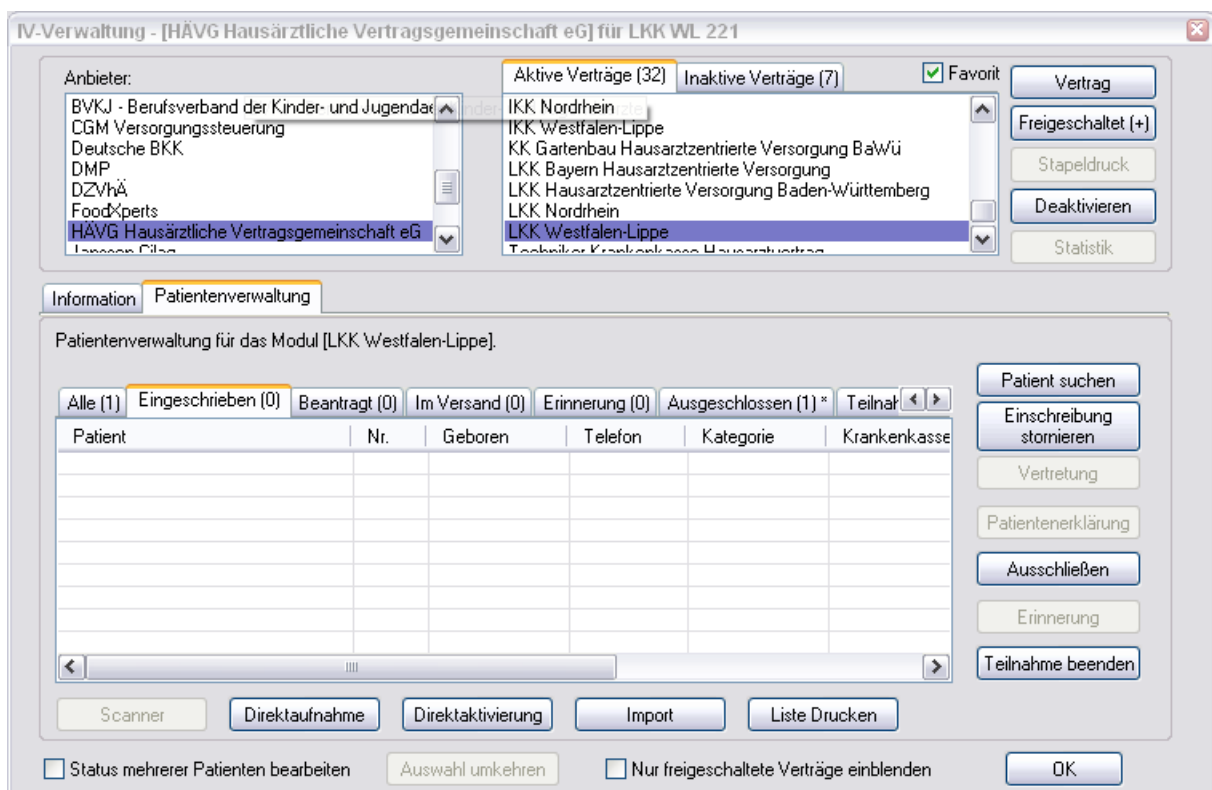 IV-Verwaltung - [HÄVG Hausärztliche Vertragsgemeinschaft eG] für LKK WL 221
Anbieter:
BVKJ - Berufsverband der Kinder- und Jugendae
CGM Versorgungssteuerung
Deutsche BKK
DMP
DZVhÄ
FoodXperts
HÄVG Hausärztliche Vertragsgemeinschaft eG
Janssen Cilag
Aktive Verträge (32)
Inaktive Verträge (7)
Favorit
IKK Nordrhein
IKK Westfalen-Lippe
KK Gartenbau Hausarztzentrierte Versorgung BaWü
LKK Bayern Hausarztzentrierte Versorgung
LKK Hausarztzentrierte Versorgung Baden-Württemberg
LKK Nordrhein
LKK Westfalen-Lippe
Techniker Krankenkasse Hausarztvertrag
Vertrag
Freigeschaltet (+)
Stapeldruck
Deaktivieren
Statistik
Information
Patientenverwaltung
Patientenverwaltung für das Modul [LKK Westfalen-Lippe].
Alle (1)
Eingeschrieben (0)
Beantragt (0)
Im Versand (0)
Erinnerung (0)
Ausgeschlossen (1) *
Teilnah
Patient
Nr.
Geboren
Telefon
Kategorie
Krankenkasse
Patient suchen
Einschreibung
stornieren
Vertretung
Patientenerklärung
Ausschließen
Erinnerung
Teilnahme beenden
Scanner
Direktaufnahme
Direktaktivierung
Import
Liste Drucken
Status mehrerer Patienten bearbeiten
Auswahl umkehren
Nur freigeschaltete Verträge einblenden
OK